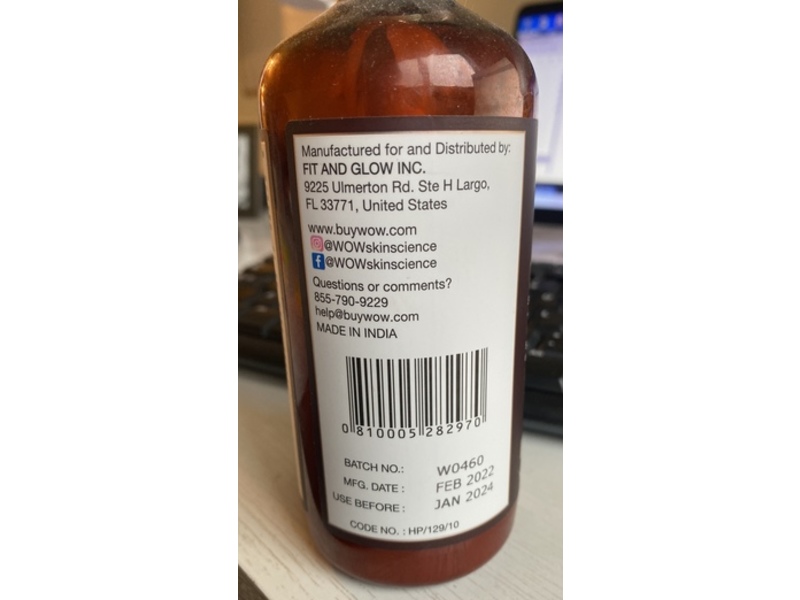 Manufactured for and Distributed by:
FIT AND GLOW INC.
9225 Ulmerton Rd. Ste H Largo,
FL 33771, United States
www.buywow.com
@WOWskinscience
@WOWskinscience
Questions or comments?
855-790-9229
help@buywow.com
MADE IN INDIA
0 810005 282970
BATCH NO.: W0460
MFG. DATE : FEB 2022
USE BEFORE : JAN 2024
CODE NO. : HP/129/10